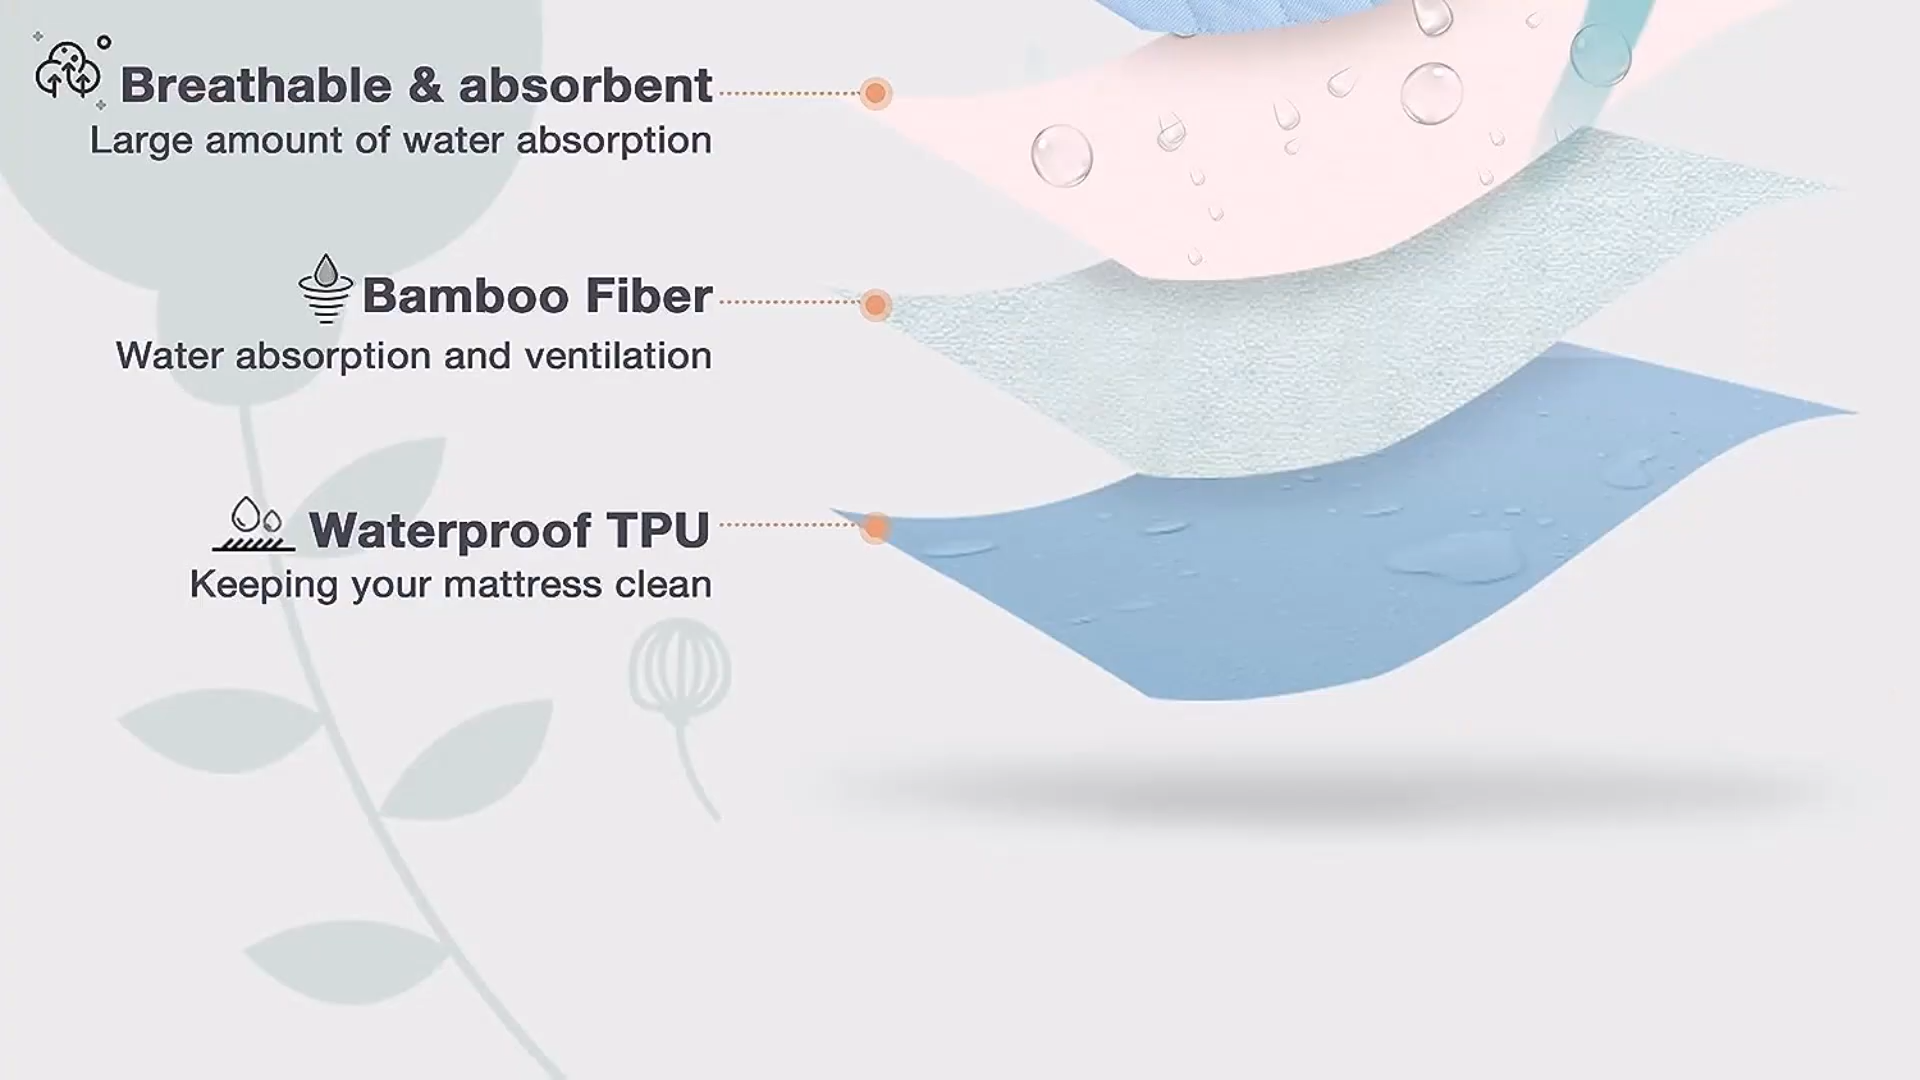 Breathable & absorbent
Large amount of water absorption
Bamboo Fiber
Water absorption and ventilation
Waterproof TPU
Keeping your mattress clean